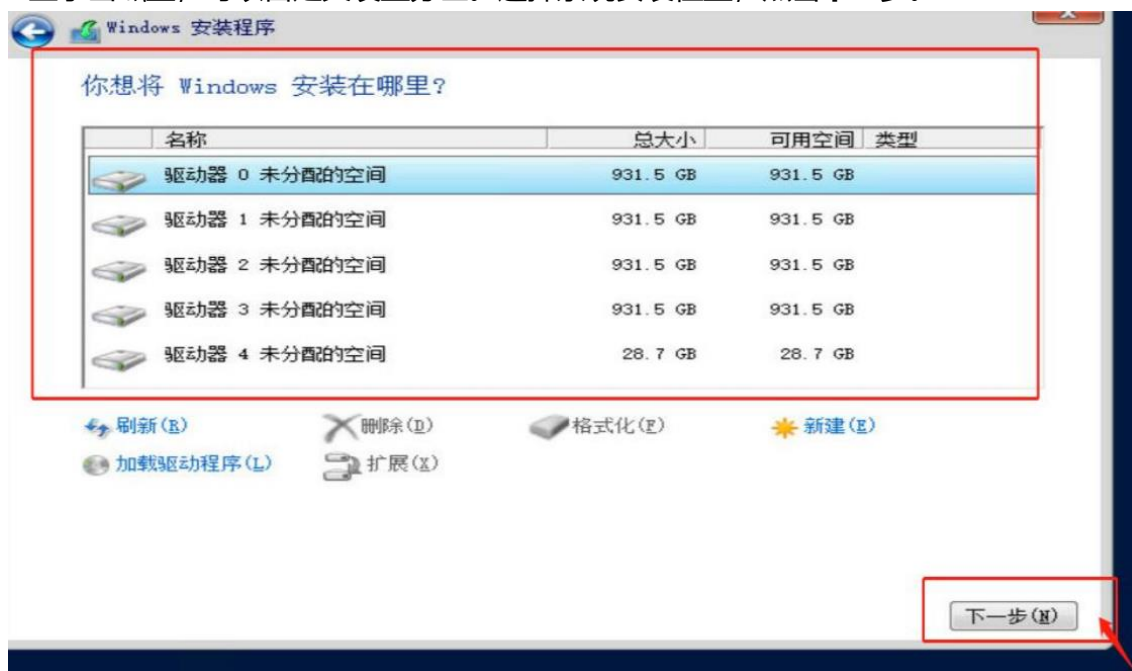 Windows 安装程序
你想将 Windows 安装在哪里?
名称 总大小 可用空间 类型
驱动器 0 未分配的空间 931.5 GB 931.5 GB
驱动器 1 未分配的空间 931.5 GB 931.5 GB
驱动器 2 未分配的空间 931.5 GB 931.5 GB
驱动器 3 未分配的空间 931.5 GB 931.5 GB
驱动器 4 未分配的空间 28.7 GB 28.7 GB
刷新(R) 删除(D) 格式化(F) 新建(E)
加载驱动程序(L) 扩展(X)
下一步(N)